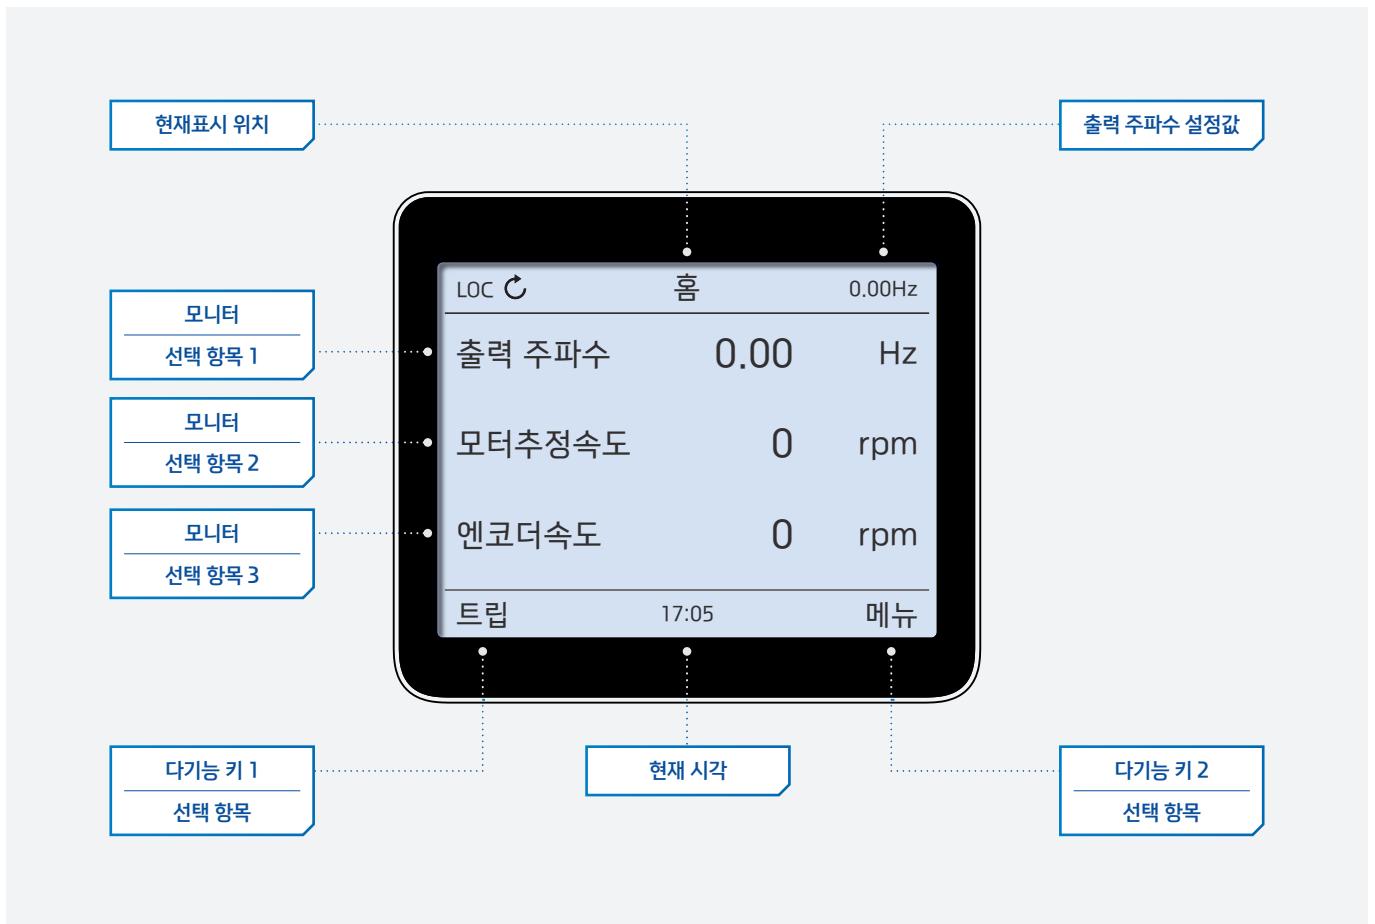 현재표시 위치
출력 주파수 설정값
LOC 홈 0.00Hz
모니터
선택 항목 1
출력 주파수 0.00 Hz
모니터
선택 항목 2
모터추정속도 0 rpm
모니터
선택 항목 3
엔코더속도 0 rpm
트립 17:05 메뉴
다기능 키 1
선택 항목
현재 시각
다기능 키 2
선택 항목